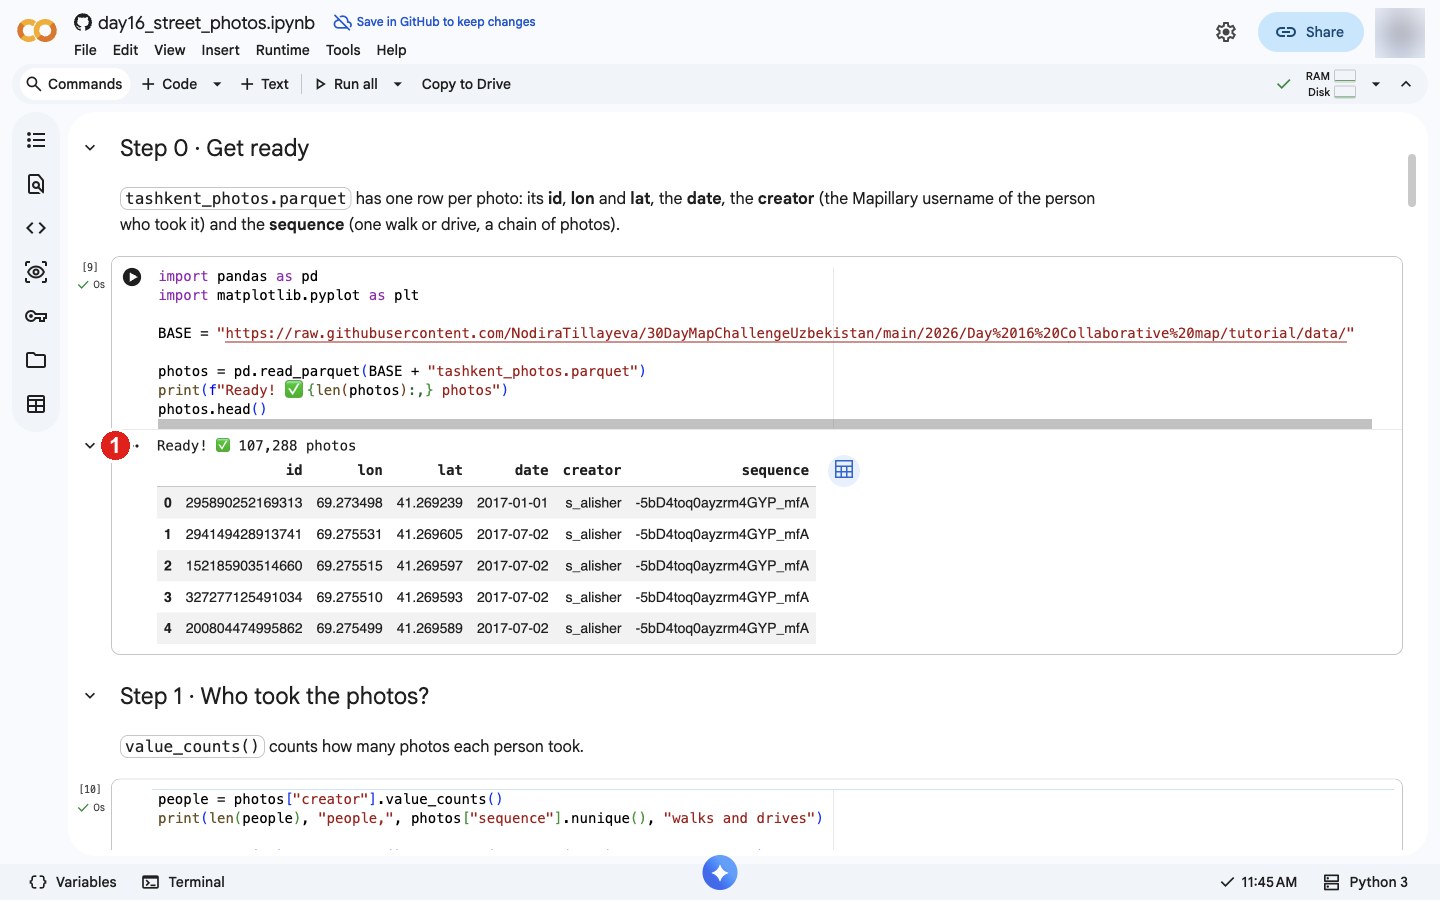 day16_street_photos.ipynb Save in GitHub to keep changes
File Edit View Insert Runtime Tools Help
Share
Commands + Code + Text Run all Copy to Drive
RAM
Disk
Step 0 · Get ready
tashkent_photos.parquet has one row per photo: its id, lon and lat, the date, the creator (the Mapillary username of the person
who took it) and the sequence (one walk or drive, a chain of photos).
[9]
0s
import pandas as pd
import matplotlib.pyplot as plt
BASE = "https://raw.githubusercontent.com/NodiraTillayeva/30DayMapChallengeUzbekistan/main/2026/Day%2016%20Collaborative%20map/tutorial/data/"
photos = pd.read_parquet(BASE + "tashkent_photos.parquet")
print(f"Ready! ✅ {len(photos):,} photos")
photos.head()
1
Ready! ✅ 107,288 photos
id lon lat date creator sequence
0 295890252169313 69.273498 41.269239 2017-01-01 s_alisher -5bD4toq0ayzrm4GYP_mfA
1 294149428913741 69.275531 41.269605 2017-07-02 s_alisher -5bD4toq0ayzrm4GYP_mfA
2 152185903514660 69.275515 41.269597 2017-07-02 s_alisher -5bD4toq0ayzrm4GYP_mfA
3 327277125491034 69.275510 41.269593 2017-07-02 s_alisher -5bD4toq0ayzrm4GYP_mfA
4 200804474995862 69.275499 41.269589 2017-07-02 s_alisher -5bD4toq0ayzrm4GYP_mfA
Step 1 · Who took the photos?
value_counts() counts how many photos each person took.
[10]
0s
people = photos["creator"].value_counts()
print(len(people), "people,", photos["sequence"].nunique(), "walks and drives")
Variables Terminal
11:45 AM Python 3